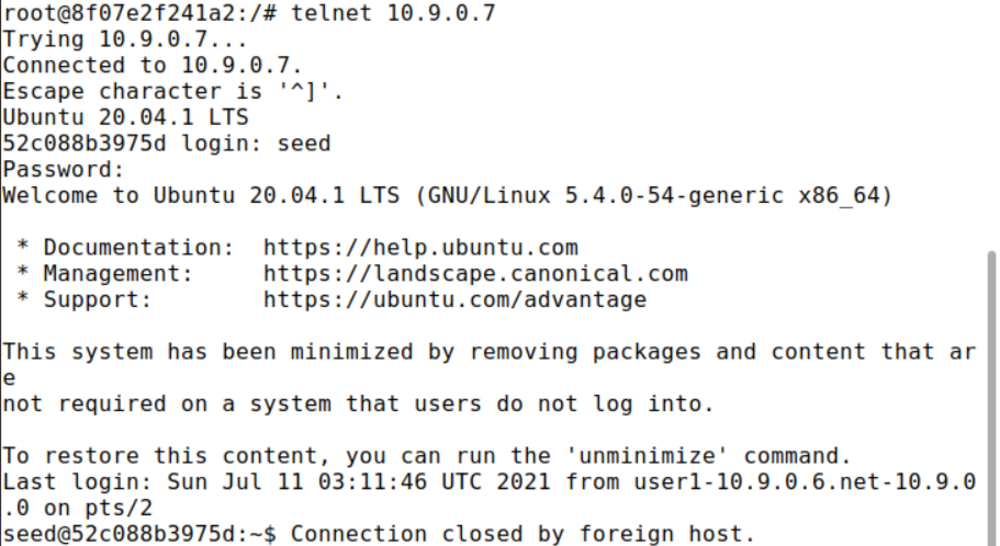 root@8f07e2f241a2:/# telnet 10.9.0.7
Trying 10.9.0.7...
Connected to 10.9.0.7.
Escape character is '^]'.
Ubuntu 20.04.1 LTS
52c088b3975d login: seed
Password:
Welcome to Ubuntu 20.04.1 LTS (GNU/Linux 5.4.0-54-generic x86_64)

 * Documentation:  https://help.ubuntu.com
 * Management:     https://landscape.canonical.com
 * Support:        https://ubuntu.com/advantage

This system has been minimized by removing packages and content that ar
e
not required on a system that users do not log into.

To restore this content, you can run the 'unminimize' command.
Last login: Sun Jul 11 03:11:46 UTC 2021 from user1-10.9.0.6.net-10.9.0
.0 on pts/2
seed@52c088b3975d:~$ Connection closed by foreign host.